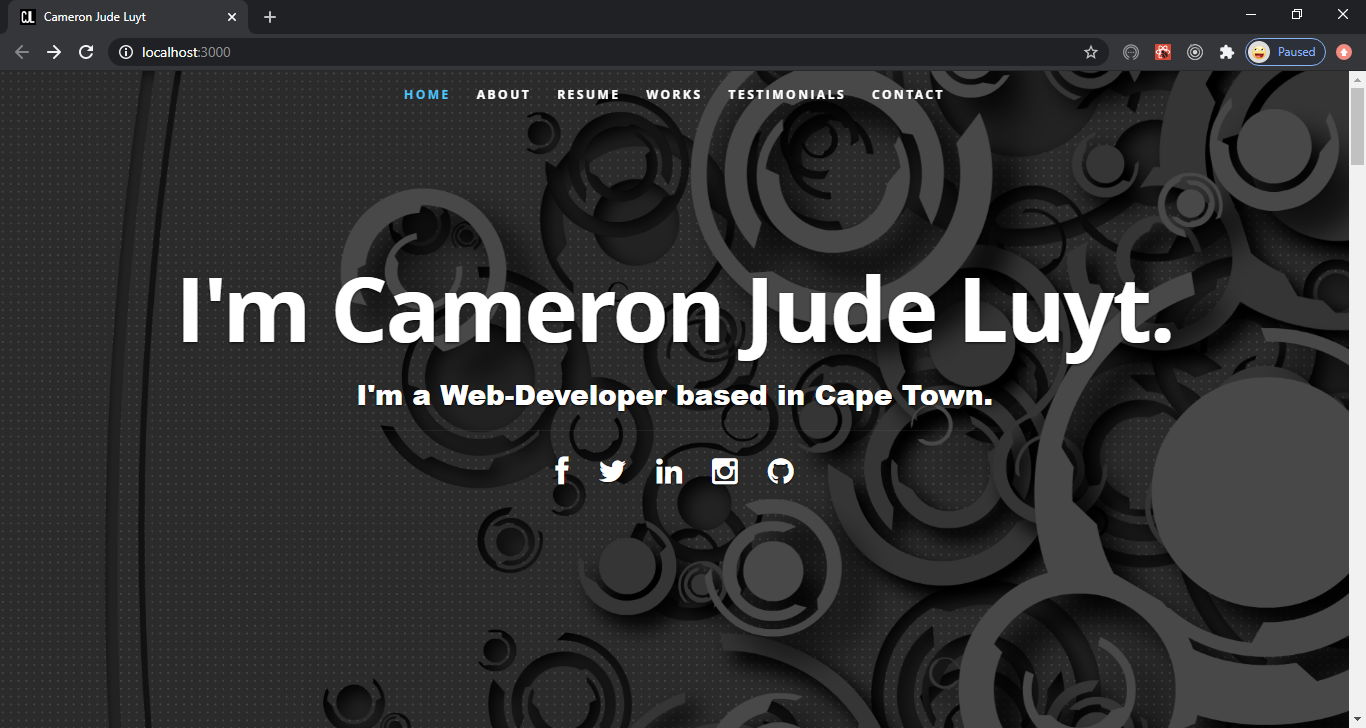 CJL Cameron Jude Luyt
localhost:3000
Paused
HOME ABOUT RESUME WORKS TESTIMONIALS CONTACT
I'm Cameron Jude Luyt.
I'm a Web-Developer based in Cape Town.